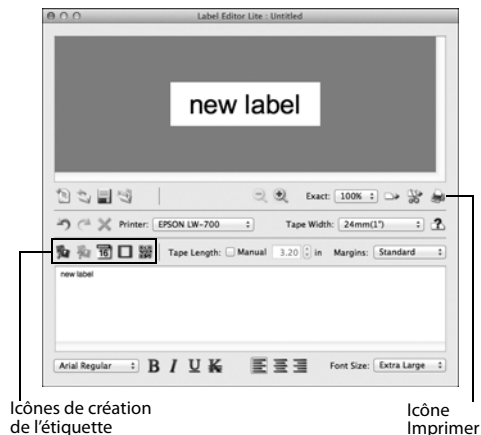 Label Editor Lite : Untitled
new label
Exact: 100%
Printer: EPSON LW-700 Tape Width: 24mm(1")
16 Tape Length: Manual 3.20 in Margins: Standard
new label
Arial Regular B I U K Font Size: Extra Large
Icônes de création
de l'étiquette
Icône
Imprimer